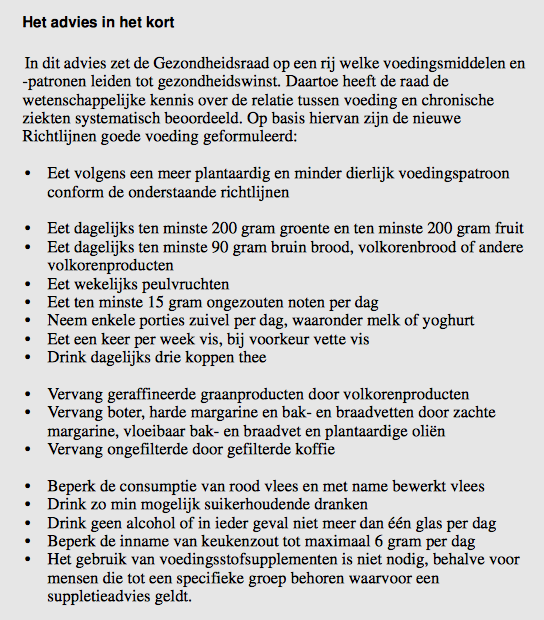 Het advies in het kort
In dit advies zet de Gezondheidsraad op een rij welke voedingsmiddelen en
-patronen leiden tot gezondheidswinst. Daartoe heeft de raad de
wetenschappelijke kennis over de relatie tussen voeding en chronische
ziekten systematisch beoordeeld. Op basis hiervan zijn de nieuwe
Richtlijnen goede voeding geformuleerd:
• Eet volgens een meer plantaardig en minder dierlijk voedingspatroon
conform de onderstaande richtlijnen
• Eet dagelijks ten minste 200 gram groente en ten minste 200 gram fruit
• Eet dagelijks ten minste 90 gram bruin brood, volkorenbrood of andere
volkorenproducten
• Eet wekelijks peulvruchten
• Eet ten minste 15 gram ongezouten noten per dag
• Neem enkele porties zuivel per dag, waaronder melk of yoghurt
• Eet een keer per week vis, bij voorkeur vette vis
• Drink dagelijks drie koppen thee
• Vervang geraffineerde graanproducten door volkorenproducten
• Vervang boter, harde margarine en bak- en braadvetten door zachte
margarine, vloeibaar bak- en braadvet en plantaardige oliën
• Vervang ongefilterde door gefilterde koffie
• Beperk de consumptie van rood vlees en met name bewerkt vlees
• Drink zo min mogelijk suikerhoudende dranken
• Drink geen alcohol of in ieder geval niet meer dan één glas per dag
• Beperk de inname van keukenzout tot maximaal 6 gram per dag
• Het gebruik van voedingsstofsupplementen is niet nodig, behalve voor
mensen die tot een specifieke groep behoren waarvoor een
suppletieadvies geldt.